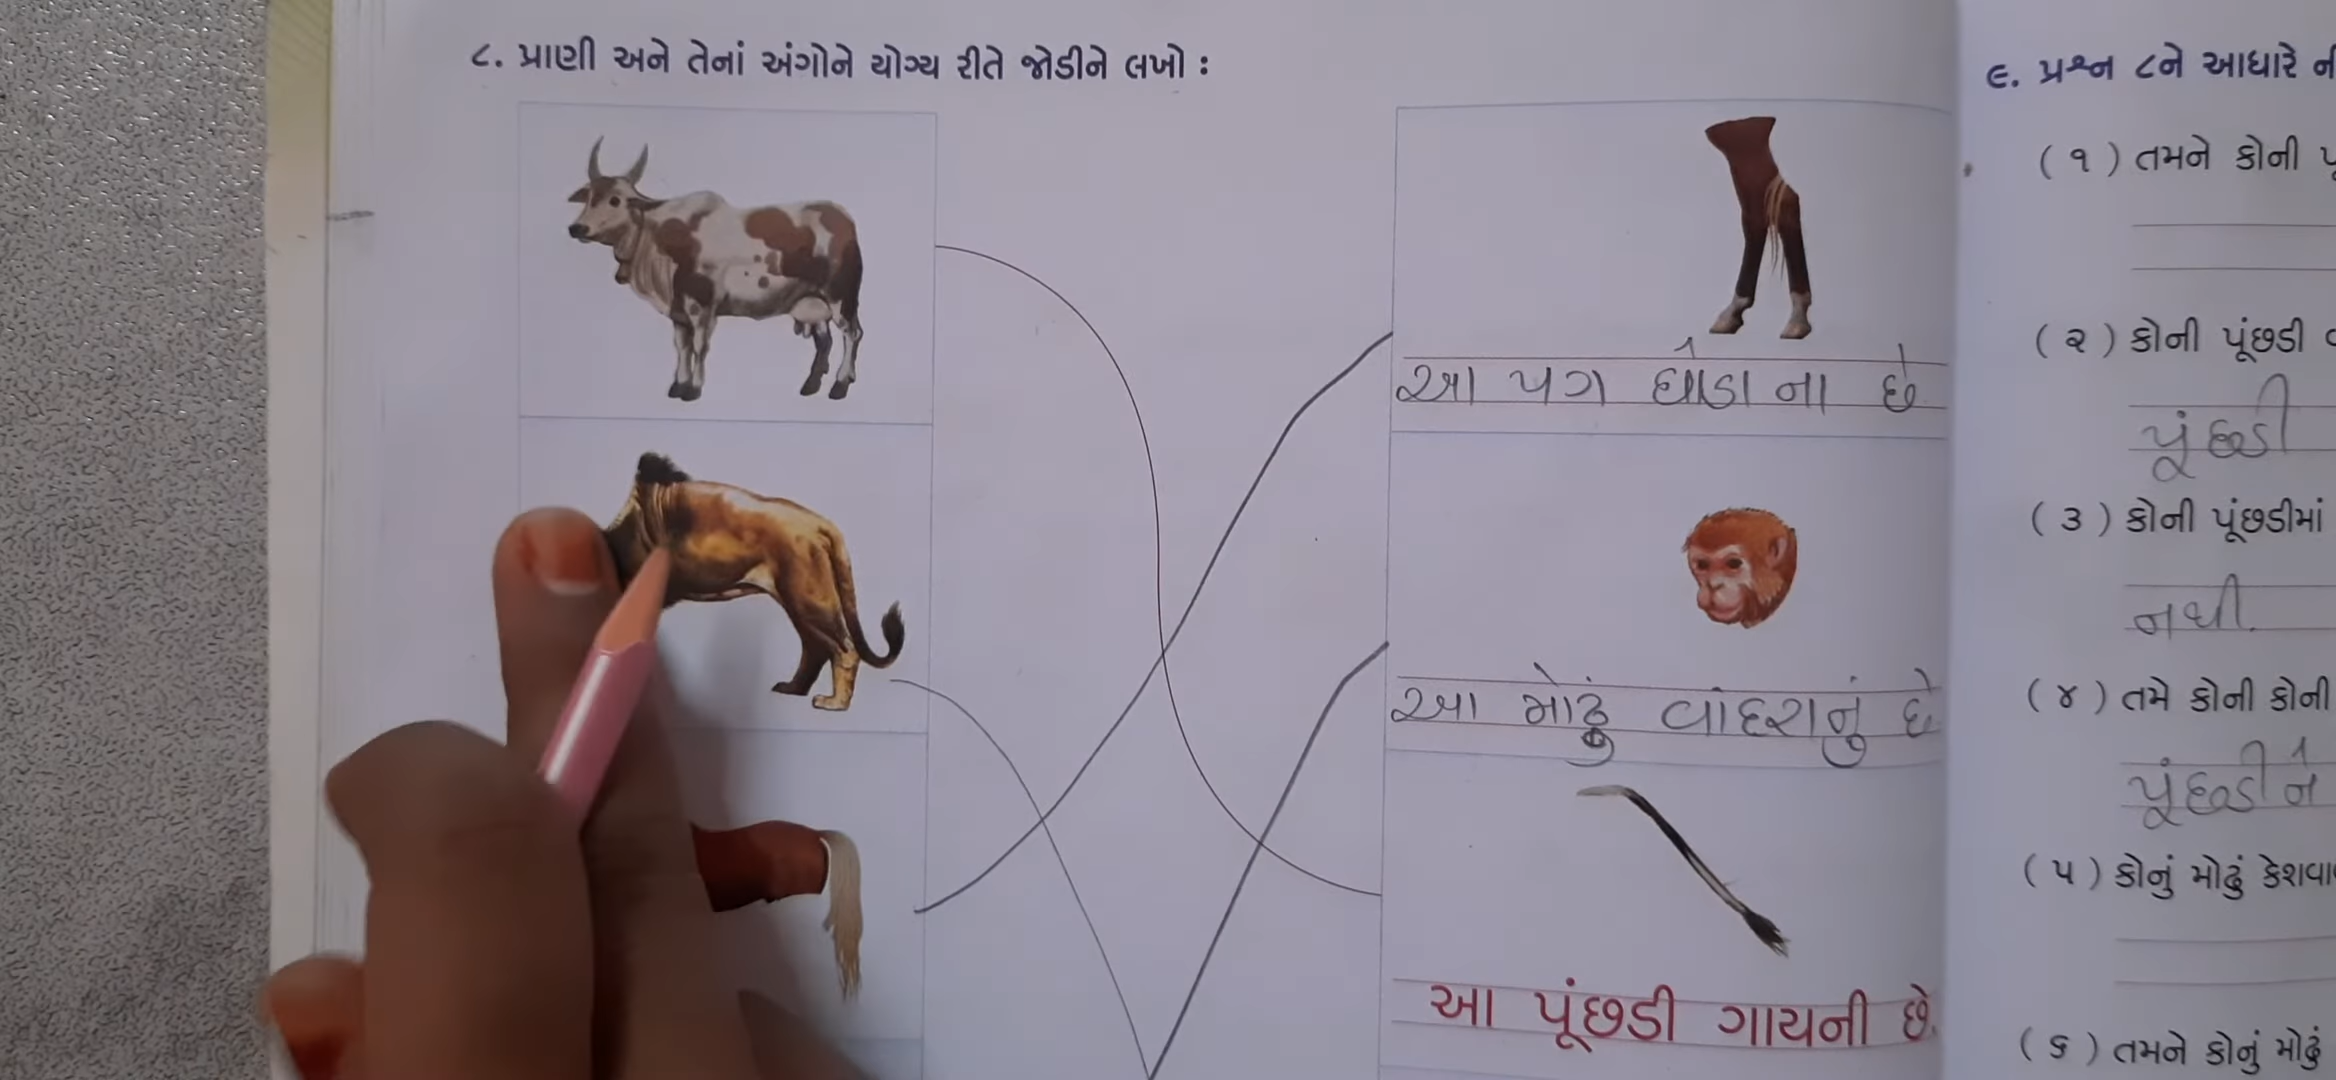 ૮. પ્રાણી અને તેનાં અંગોને યોગ્ય રીતે જોડીને લખો :
આ પગ ઘોડા ના છે
આ મોઢું વાંદરાનું છે
આ પૂંછડી ગાયની છે.
૯. પ્રશ્ન ૮ને આધારે
( ૧ ) તમને કોની
( ૨ ) કોની પૂંછડી
પૂંછડી
( ૩ ) કોની પૂંછડીમાં
નથી.
( ૪ ) તમે કોની કોની
પૂંછડીને
( ૫ ) કોનું મોઢું
( ૬ ) તમને કોનું મોઢું